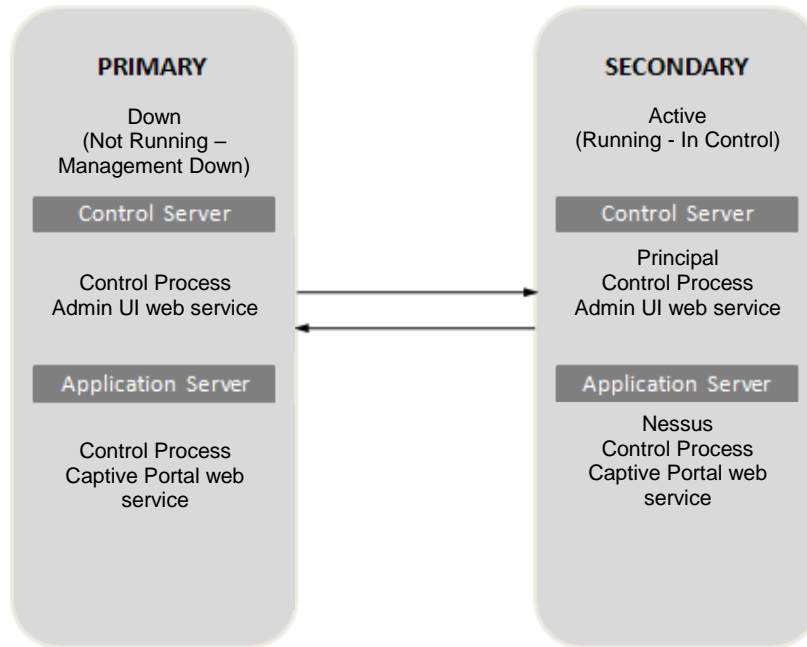 PRIMARY
Down
(Not Running –
Management Down)
Control Server
Control Process
Admin UI web service
Application Server
Control Process
Captive Portal web
service
SECONDARY
Active
(Running - In Control)
Control Server
Principal
Control Process
Admin UI web service
Application Server
Nessus
Control Process
Captive Portal web
service